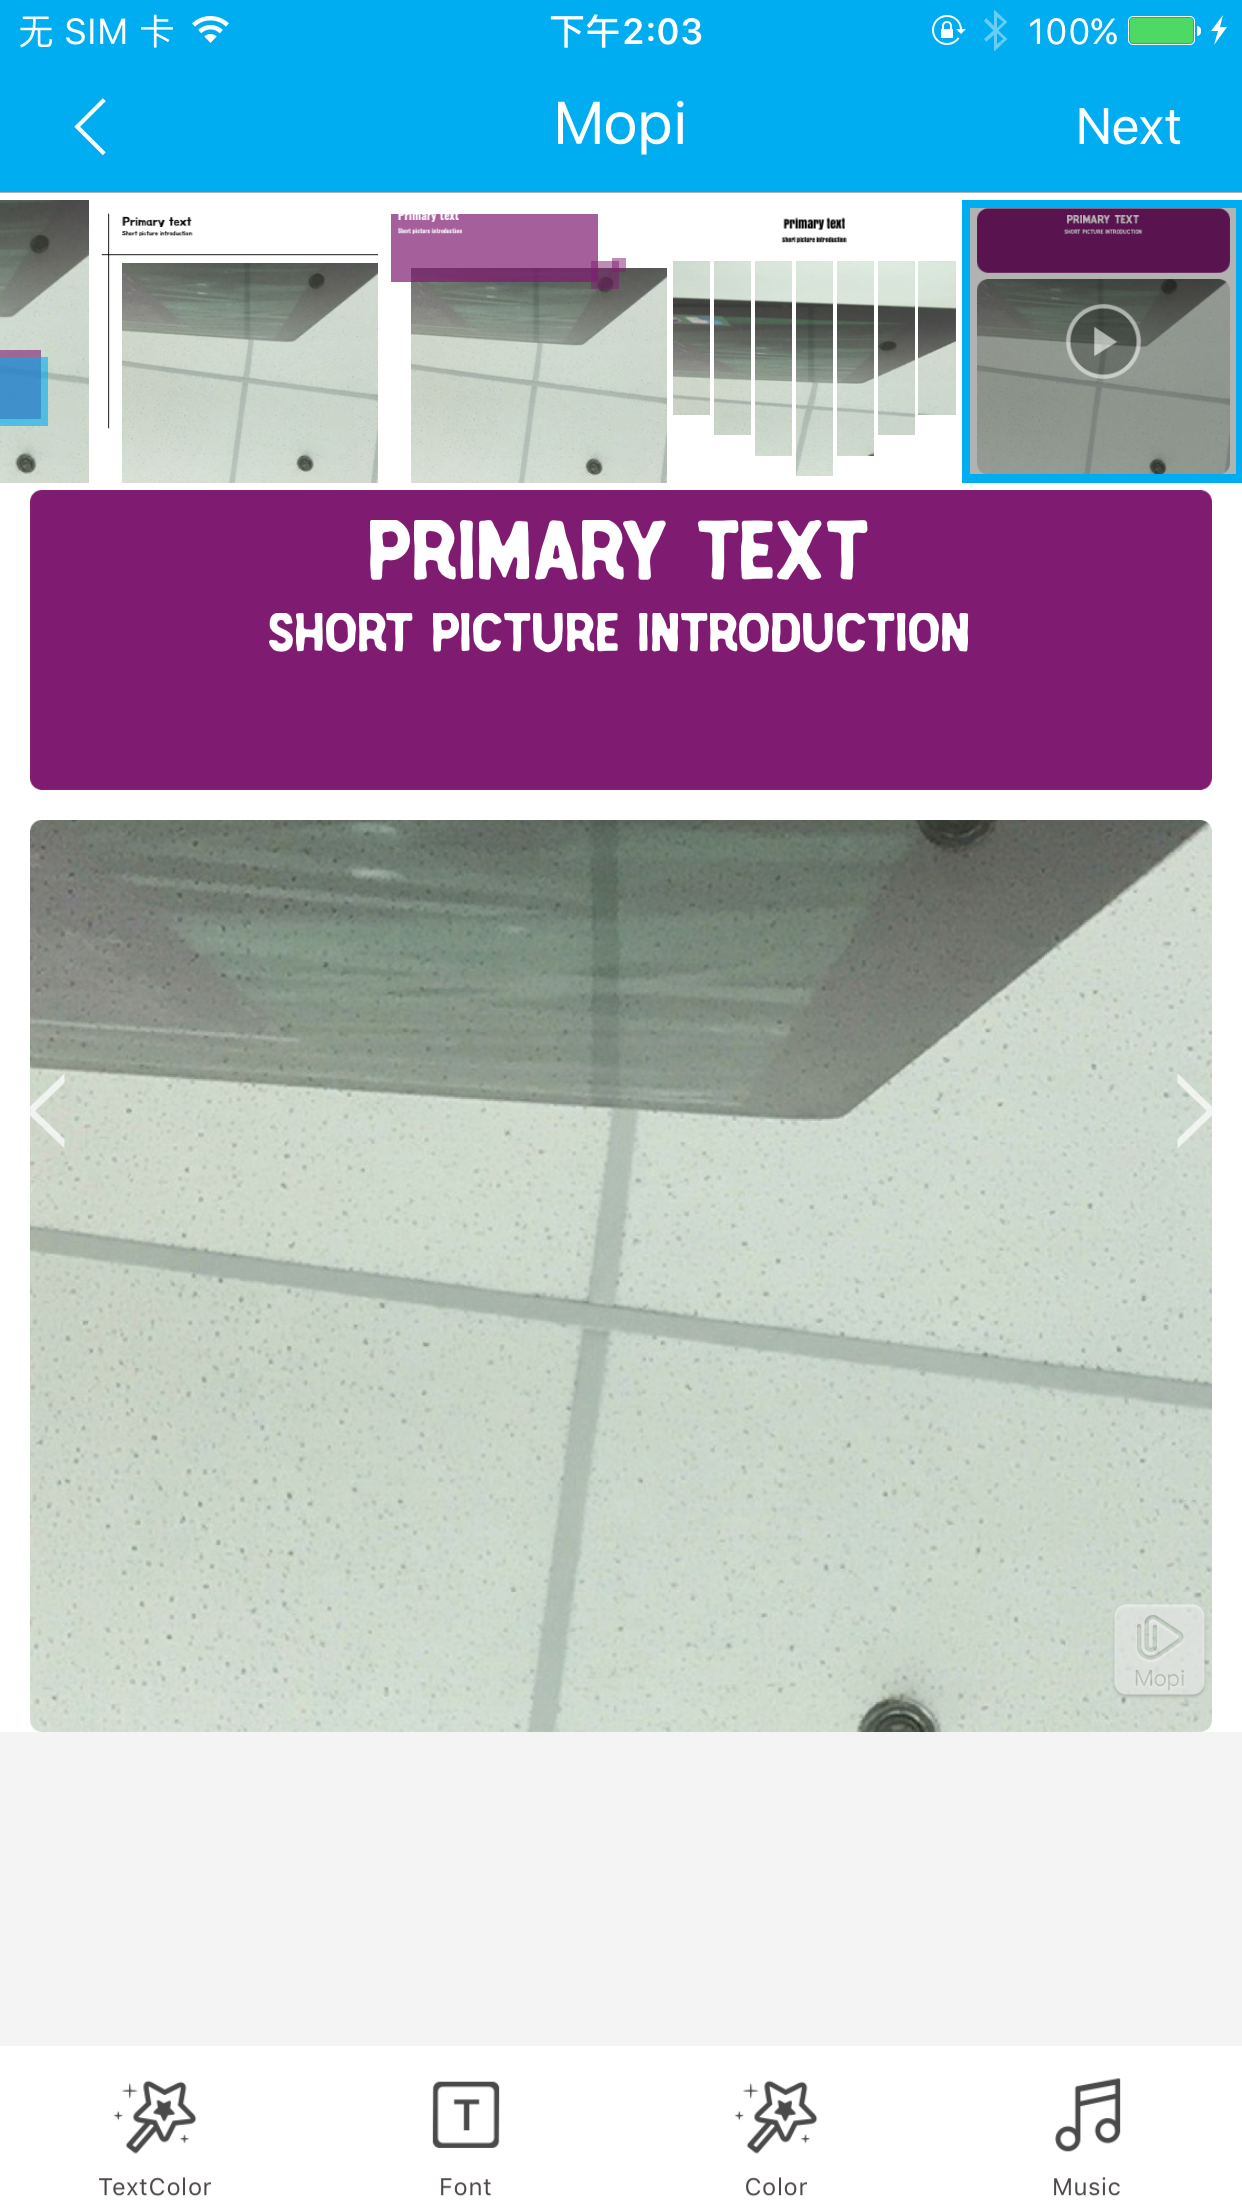 无 SIM 卡 下午2:03 100%
Mopi Next
Primary text
Short picture introduction
Primary text
Short picture introduction
Primary text
Short picture introduction
PRIMARY TEXT
SHORT PICTURE INTRODUCTION
PRIMARY TEXT
SHORT PICTURE INTRODUCTION
Mopi
T
TextColor Font Color Music